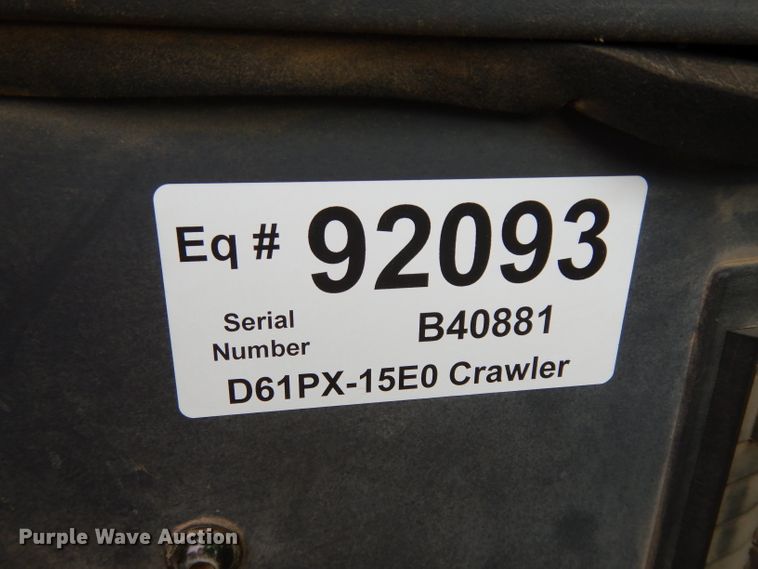 Eq # 92093
Serial Number B40881
D61PX-15E0 Crawler
Purple Wave Auction